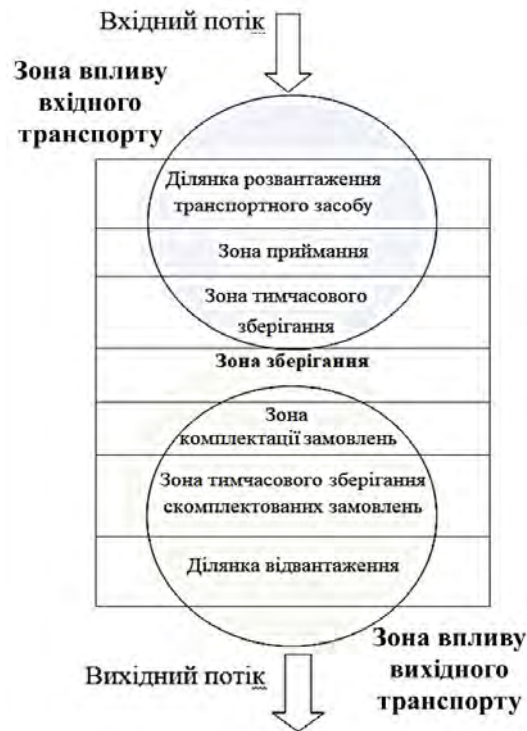 Вхідний потік
Зона впливу
вхідного
транспорту
Ділянка розвантаження
транспортного засобу
Зона приймання
Зона тимчасового
зберігання
Зона зберігання
Зона
комплектації замовлень
Зона тимчасового зберігання
скомплектованих замовлень
Ділянка відвантаження
Зона впливу
вихідного
транспорту
Вихідний потік